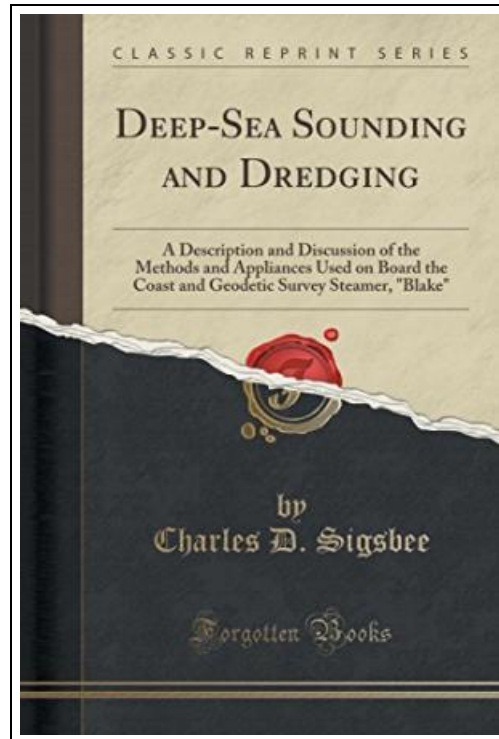 CLASSIC REPRINT SERIES
DEEP-SEA SOUNDING
AND DREDGING
A Description and Discussion of the
Methods and Appliances Used on Board the
Coast and Geodetic Survey Steamer, "Blake"
by
Charles D. Sigsbee
Forgotten Books